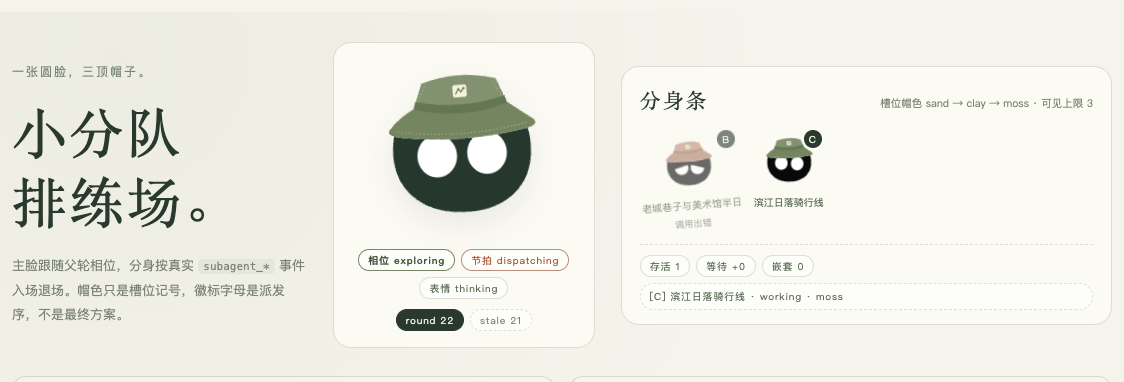 一张圆脸，三顶帽子。
小分队
排练场。
主脸跟随父轮相位，分身按真实 subagent_* 事件
入场退场。帽色只是槽位记号，徽标字母是派发
序，不是最终方案。
相位 exploring
节拍 dispatching
表情 thinking
round 22
stale 21
分身条
槽位帽色 sand → clay → moss · 可见上限 3
B
C
老城巷子与美术馆半日
调用出错
滨江日落骑行线
存活 1
等待 +0
嵌套 0
[C] 滨江日落骑行线 · working · moss